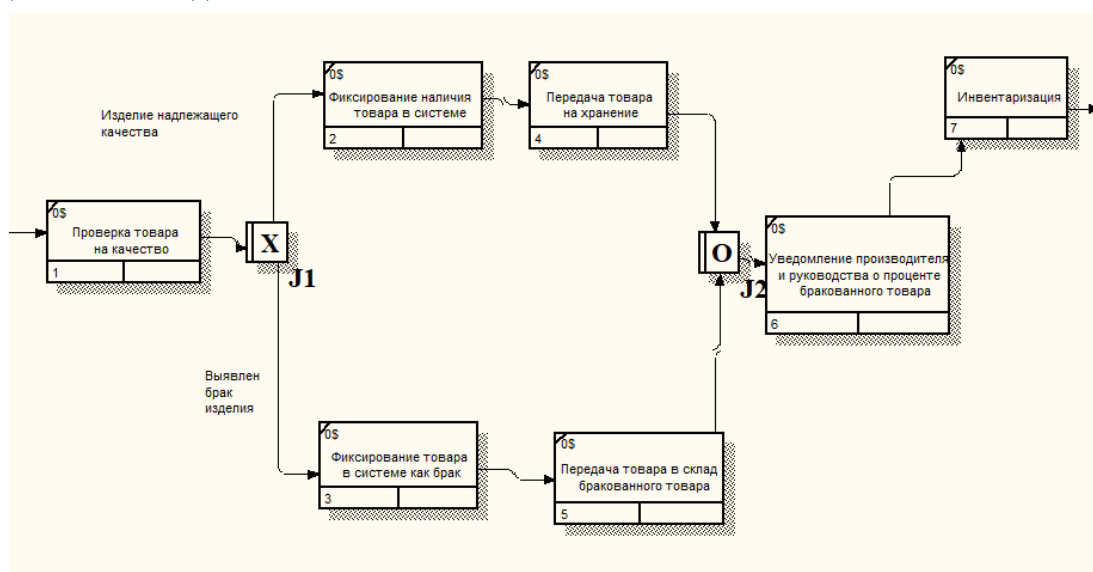 0$
Фиксирование наличия
товара в системе
2
0$
Передача товара
на хранение
4
0$
Инвентаризация
7
Изделие надлежащего
качества
0$
Проверка товара
на качество
1
X
J1
O
J2
0$
Уведомление производителя
и руководства о проценте
бракованного товара
6
Выявлен
брак
изделия
0$
Фиксирование товара
в системе как брак
3
0$
Передача товара в склад
бракованного товара
5